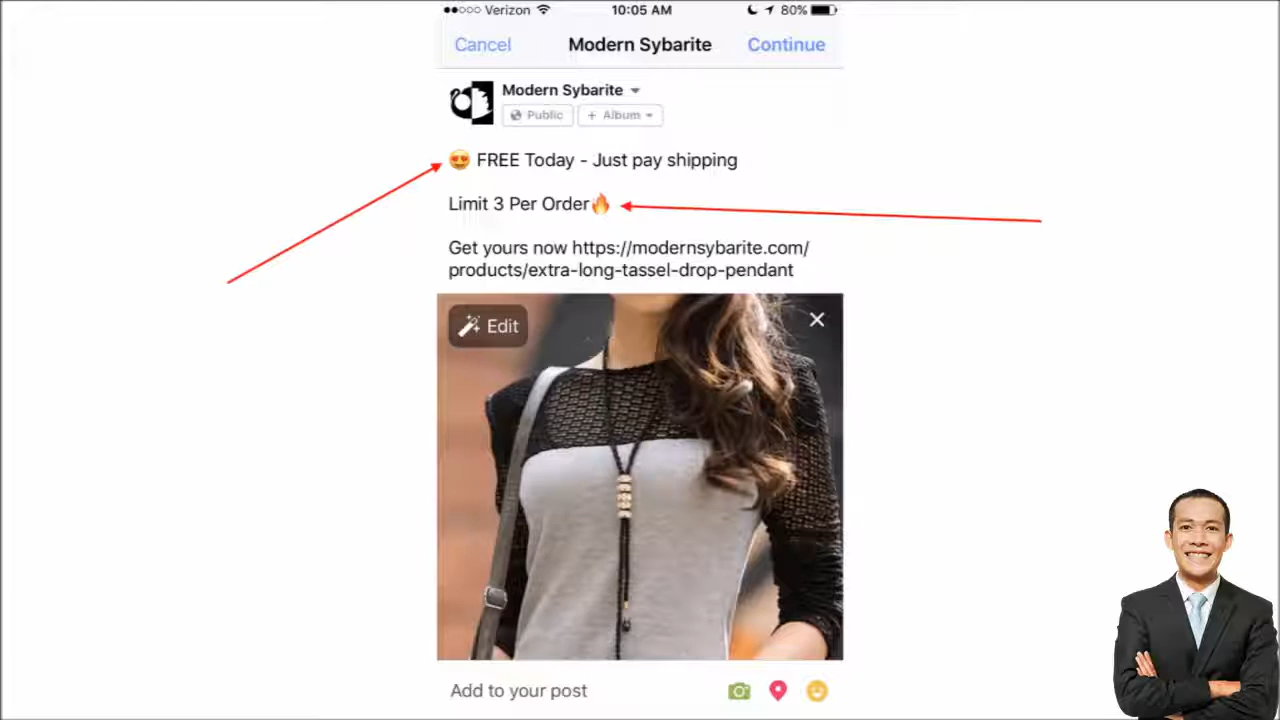 Verizon 10:05 AM 80%
Cancel Modern Sybarite Continue
Modern Sybarite
Public + Album
😍 FREE Today - Just pay shipping
Limit 3 Per Order🔥
Get yours now https://modernsybarite.com/
products/extra-long-tassel-drop-pendant
Edit
Add to your post